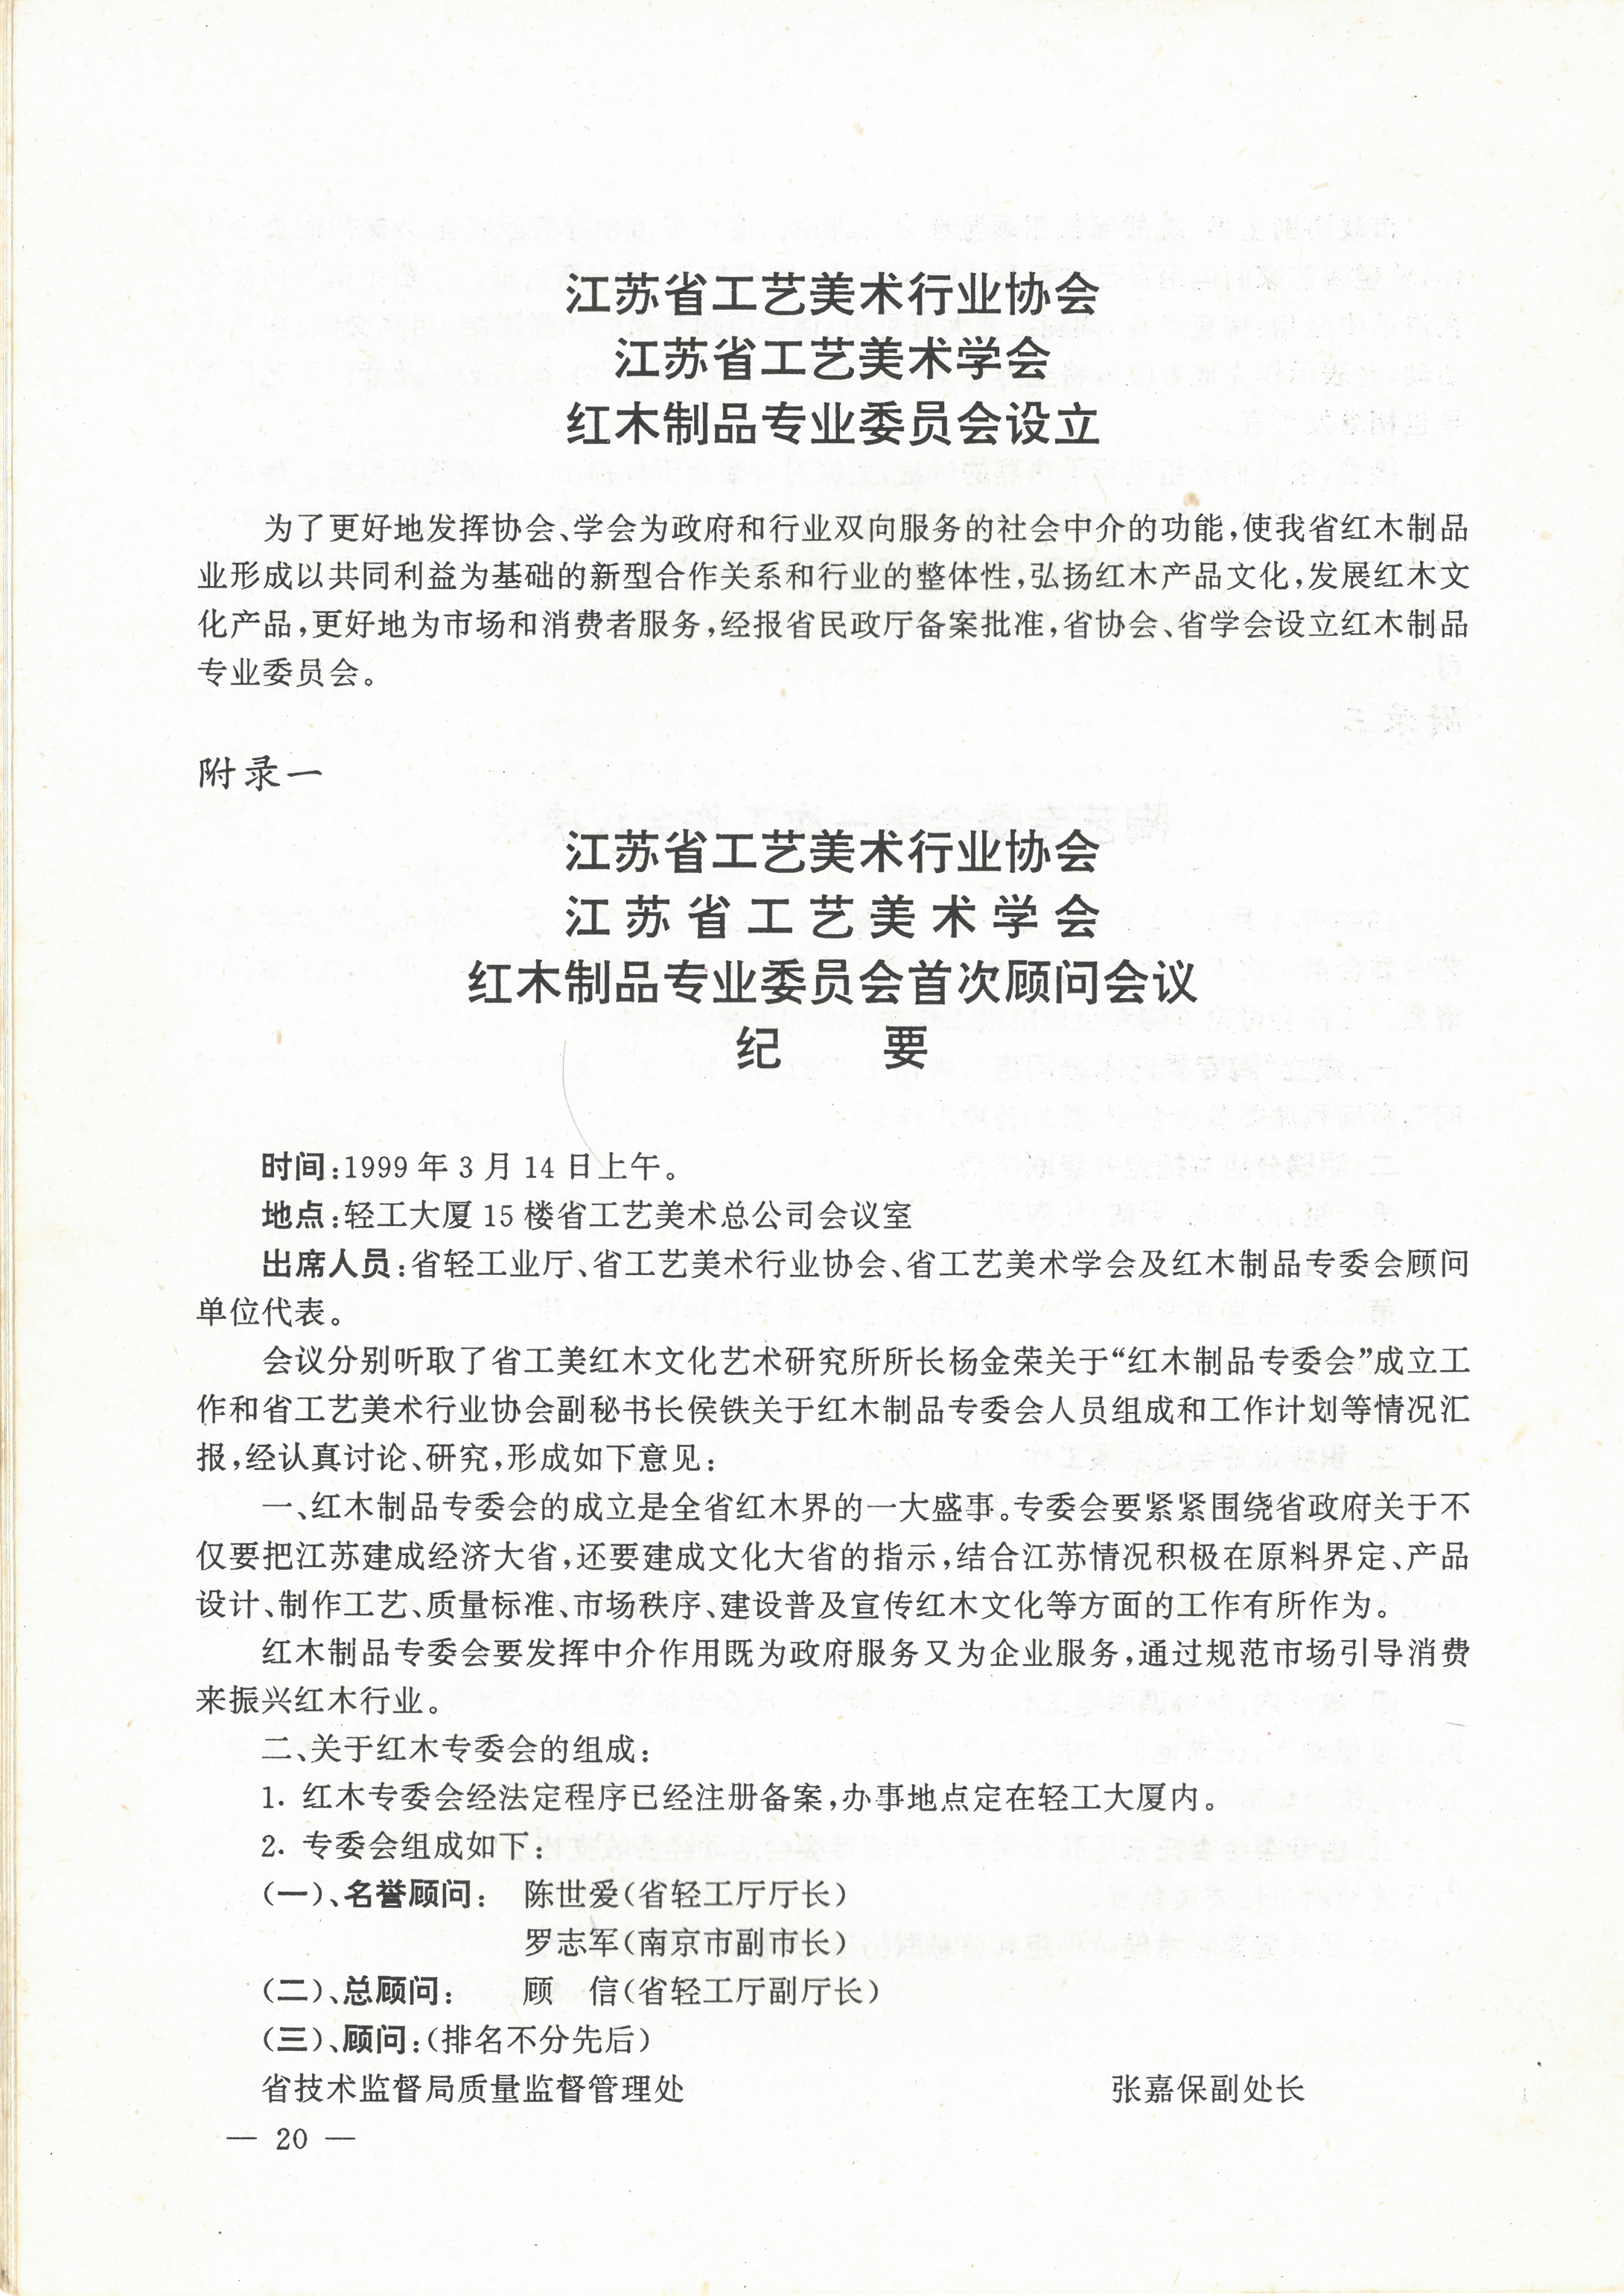 江苏省工艺美术行业协会
江苏省工艺美术学会
红木制品专业委员会设立
为了更好地发挥协会、学会为政府和行业双向服务的社会中介的功能,使我省红木制品
业形成以共同利益为基础的新型合作关系和行业的整体性,弘扬红木产品文化,发展红木文
化产品,更好地为市场和消费者服务,经报省民政厅备案批准,省协会、省学会设立红木制品
专业委员会。
附录一
江苏省工艺美术行业协会
江苏省工艺美术学会
红木制品专业委员会首次顾问会议
纪 要
时间:1999年3月14日上午。
地点:轻工大厦15楼省工艺美术总公司会议室
出席人员:省轻工业厅、省工艺美术行业协会、省工艺美术学会及红木制品专委会顾问
单位代表。
会议分别听取了省工美红木文化艺术研究所所长杨金荣关于“红木制品专委会”成立工
作和省工艺美术行业协会副秘书长侯铁关于红木制品专委会人员组成和工作计划等情况汇
报,经认真讨论、研究,形成如下意见:
一、红木制品专委会的成立是全省红木界的一大盛事。专委会要紧紧围绕省政府关于不
仅要把江苏建成经济大省,还要建成文化大省的指示,结合江苏情况积极在原料界定、产品
设计、制作工艺、质量标准、市场秩序、建设普及宣传红木文化等方面的工作有所作为。
红木制品专委会要发挥中介作用既为政府服务又为企业服务,通过规范市场引导消费
来振兴红木行业。
二、关于红木专委会的组成:
1. 红木专委会经法定程序已经注册备案,办事地点定在轻工大厦内。
2. 专委会组成如下:
(一)、名誉顾问: 陈世爱(省轻工厅厅长)
罗志军(南京市副市长)
(二)、总顾问: 顾 信(省轻工厅副厅长)
(三)、顾问:(排名不分先后)
省技术监督局质量监督管理处 张嘉保副处长
— 20 —